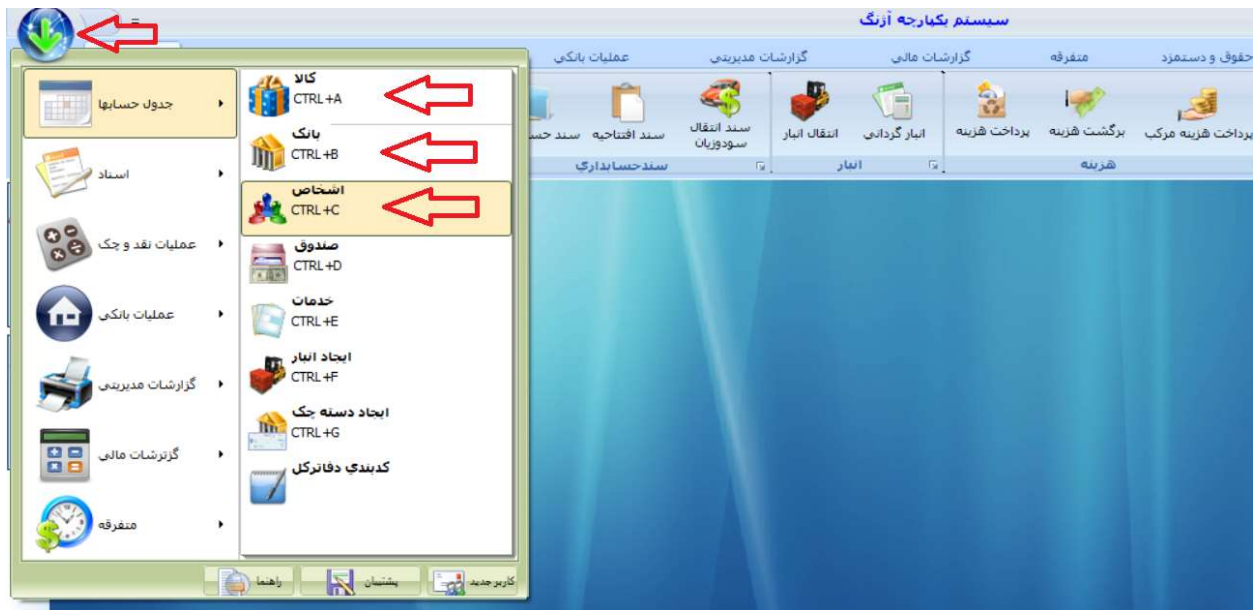 سیستم یکپارچه آژنگ
عملیات بانکی
گزارشات مدیریتی
گزارشات مالی
متفرقه
حقوق و دستمزد
سند افتتاحیه
سند انتقال
سودوزیان
انتقال انبار
انبار گردانی
پرداخت هزینه
برگشت هزینه
پرداخت هزینه مرکب
سندحسابداري
انبار
هزینه
جدول حسابها
اسناد
عملیات نقد و چک
عملیات بانکی
گزارشات مدیریتی
گزترشات مالی
متفرقه
کالا
CTRL+A
بانک
CTRL+B
اشخاص
CTRL+C
صندوق
CTRL+D
خدمات
CTRL+E
ایجاد انبار
CTRL+F
ایجاد دسته چک
CTRL+G
کدبندي دفاترکل
کاربر جدید
پشتیبان
راهنما